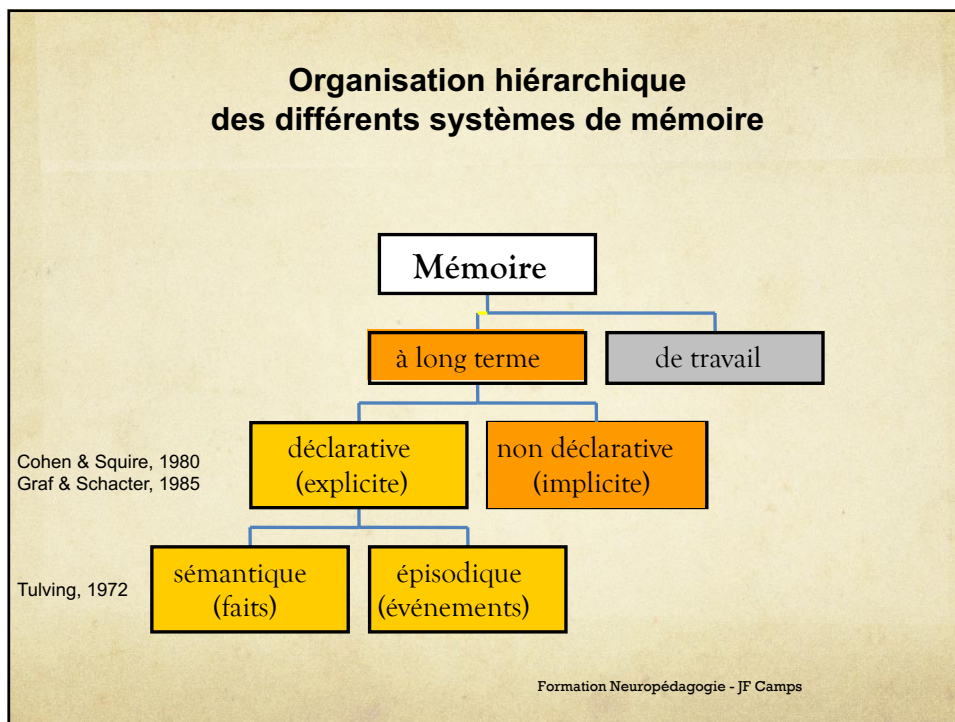 Organisation hiérarchique
des différents systèmes de mémoire
Mémoire
à long terme
de travail
Cohen & Squire, 1980
Graf & Schacter, 1985
déclarative
(explicite)
non déclarative
(implicite)
Tulving, 1972
sémantique
(faits)
épisodique
(événements)
Formation Neuropédagogie - JF Camps